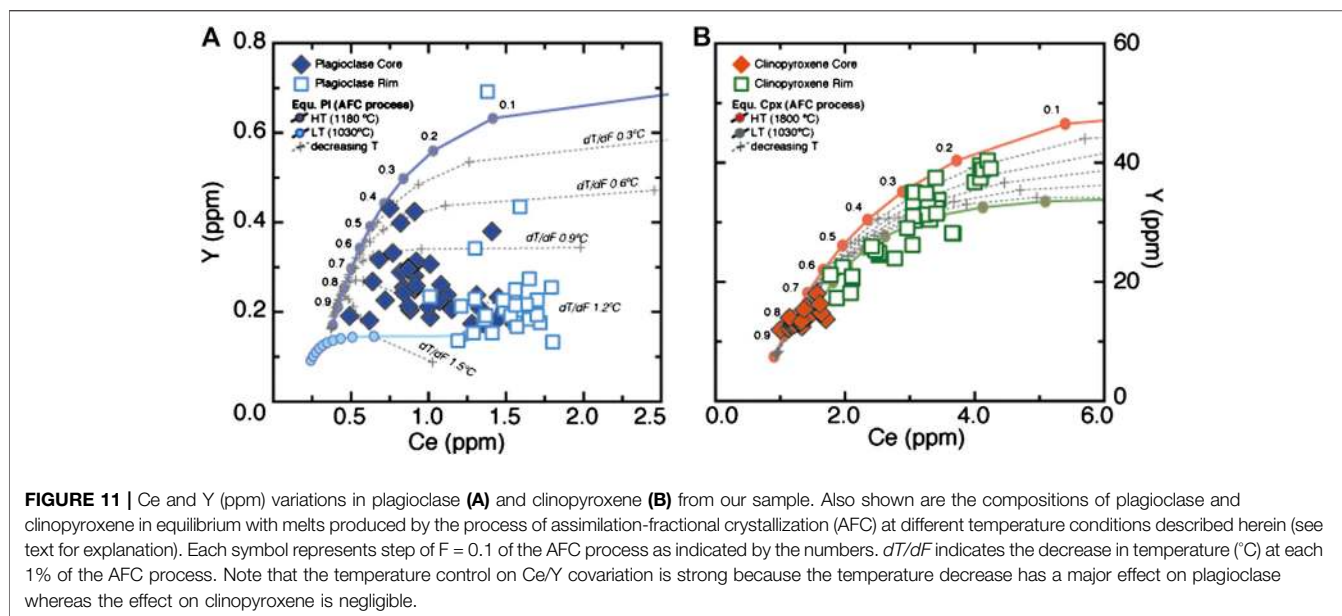 A
0.8
0.6
0.4
0.2
0.0
Y (ppm)
Plagioclase Core
Plagioclase Rim
Equ. Pl (AFC process)
HT (1180 ºC)
LT (1030ºC)
decreasing T
0.1
0.2
0.3
0.4
0.5
0.6
0.7
0.8
0.9
dT/dF 0.3ºC
dT/dF 0.6ºC
dT/dF 0.9ºC
dT/dF 1.2ºC
dT/dF 1.5ºC
0.5
1.0
1.5
2.0
2.5
Ce (ppm)
B
60
40
20
0
Y (ppm)
Clinopyroxene Core
Clinopyroxene Rim
Equ. Cpx (AFC process)
HT (1800 ºC)
LT (1030ºC)
decreasing T
0.1
0.2
0.3
0.4
0.5
0.6
0.7
0.8
0.9
0.0
2.0
4.0
6.0
Ce (ppm)
FIGURE 11 | Ce and Y (ppm) variations in plagioclase (A) and clinopyroxene (B) from our sample. Also shown are the compositions of plagioclase and
clinopyroxene in equilibrium with melts produced by the process of assimilation-fractional crystallization (AFC) at different temperature conditions described herein (see
text for explanation). Each symbol represents step of F = 0.1 of the AFC process as indicated by the numbers. dT/dF indicates the decrease in temperature (°C) at each
1% of the AFC process. Note that the temperature control on Ce/Y covariation is strong because the temperature decrease has a major effect on plagioclase
whereas the effect on clinopyroxene is negligible.